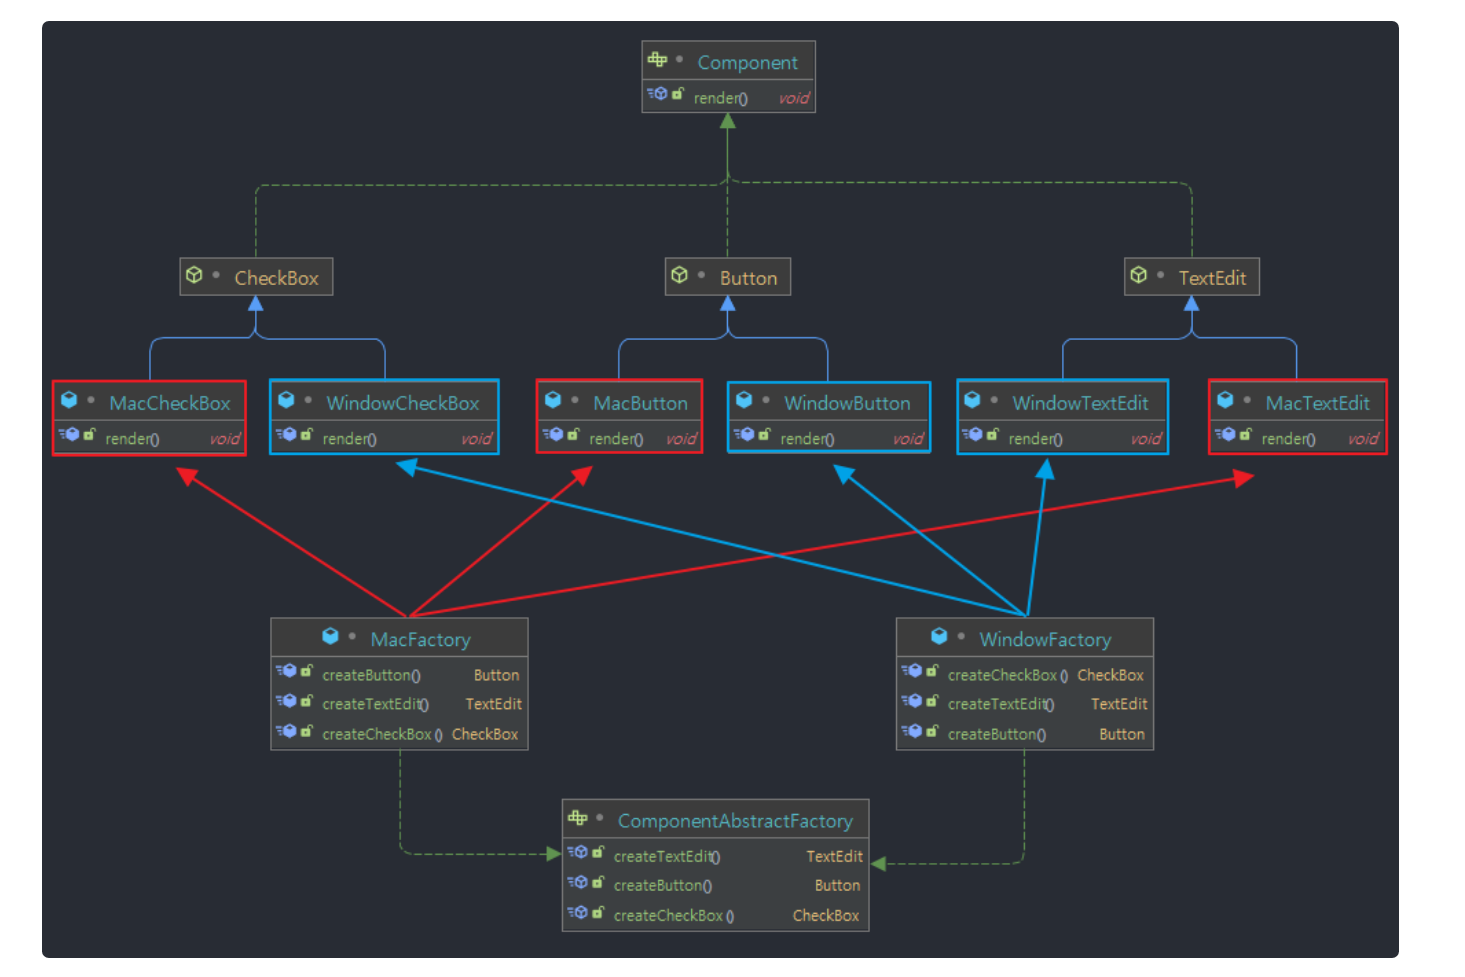 Component
render() void
CheckBox
Button
TextEdit
MacCheckBox
render() void
WindowCheckBox
render() void
MacButton
render() void
WindowButton
render() void
WindowTextEdit
render() void
MacTextEdit
render() void
MacFactory
createButton() Button
createTextEdit() TextEdit
createCheckBox () CheckBox
WindowFactory
createCheckBox () CheckBox
createTextEdit() TextEdit
createButton() Button
ComponentAbstractFactory
createTextEdit() TextEdit
createButton() Button
createCheckBox () CheckBox